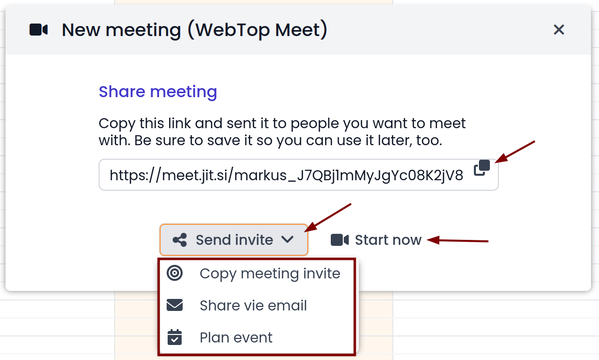 New meeting (WebTop Meet)
Share meeting
Copy this link and sent it to people you want to meet
with. Be sure to save it so you can use it later, too.
https://meet.jit.si/markus_J7QBj1mMyJgYc08K2jV8
Send invite
Start now
Copy meeting invite
Share vie email
Plan event